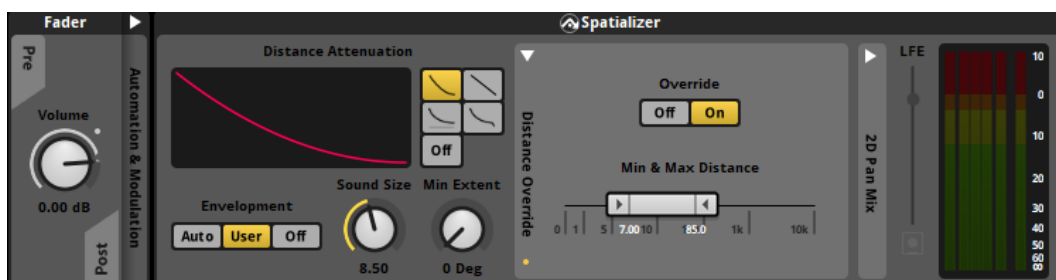 Fader
Spatializer
Pre
Volume
0.00 dB
Post
Automation & Modulation
Distance Attenuation
Off
Envelopment
Auto User Off
Sound Size
8.50
Min Extent
0 Deg
Distance Override
Override
Off On
Min & Max Distance
0 1 5 7.00 10 185.0 1k 10k
2D Pan Mix
LFE
10
0
10
20
30
40
50
60
∞